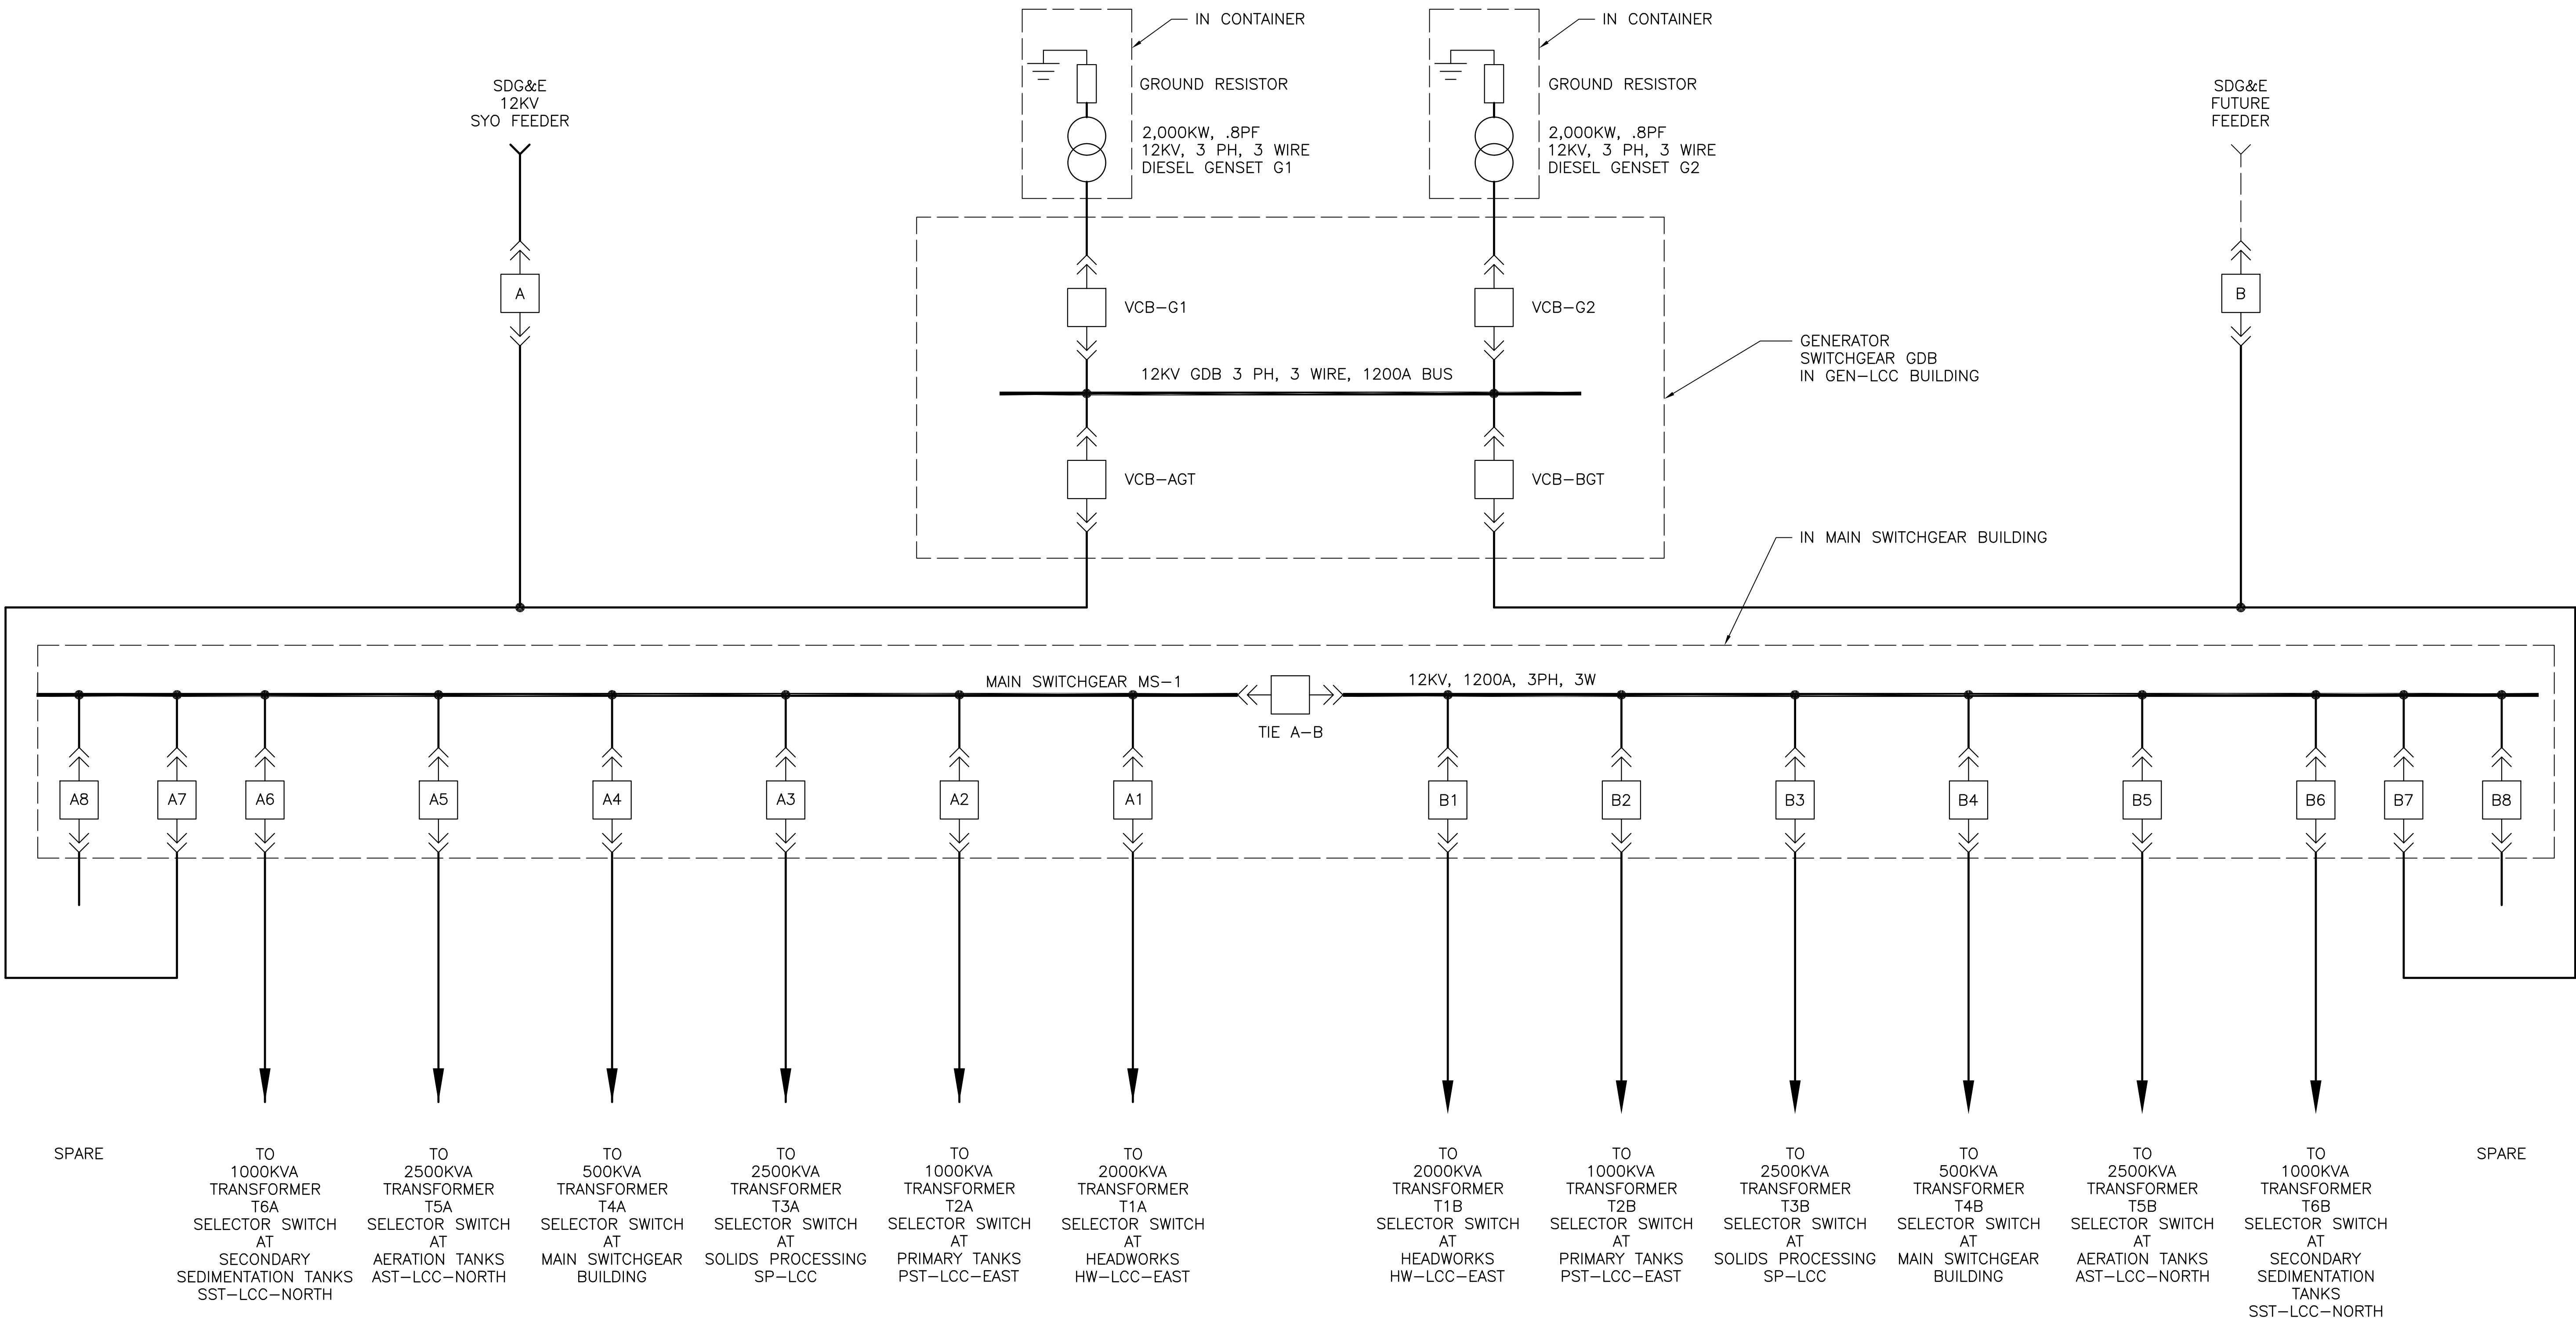 IN CONTAINER
IN CONTAINER
SDG&E
12KV
SYO FEEDER
GROUND RESISTOR
2,000KW, .8PF
12KV, 3 PH, 3 WIRE
DIESEL GENSET G1
GROUND RESISTOR
2,000KW, .8PF
12KV, 3 PH, 3 WIRE
DIESEL GENSET G2
SDG&E
FUTURE
FEEDER
A
VCB-G1
VCB-G2
B
GENERATOR
SWITCHGEAR GDB
IN GEN-LCC BUILDING
12KV GDB 3 PH, 3 WIRE, 1200A BUS
VCB-AGT
VCB-BGT
IN MAIN SWITCHGEAR BUILDING
MAIN SWITCHGEAR MS-1
12KV, 1200A, 3PH, 3W
TIE A-B
A8
A7
A6
A5
A4
A3
A2
A1
B1
B2
B3
B4
B5
B6
B7
B8
SPARE
TO
1000KVA
TRANSFORMER
T6A
SELECTOR SWITCH
AT
SECONDARY
SEDIMENTATION TANKS
SST-LCC-NORTH
TO
2500KVA
TRANSFORMER
T5A
SELECTOR SWITCH
AT
AERATION TANKS
AST-LCC-NORTH
TO
500KVA
TRANSFORMER
T4A
SELECTOR SWITCH
AT
MAIN SWITCHGEAR
BUILDING
TO
2500KVA
TRANSFORMER
T3A
SELECTOR SWITCH
AT
SOLIDS PROCESSING
SP-LCC
TO
1000KVA
TRANSFORMER
T2A
SELECTOR SWITCH
AT
PRIMARY TANKS
PST-LCC-EAST
TO
2000KVA
TRANSFORMER
T1A
SELECTOR SWITCH
AT
HEADWORKS
HW-LCC-EAST
TO
2000KVA
TRANSFORMER
T1B
SELECTOR SWITCH
AT
HEADWORKS
HW-LCC-EAST
TO
1000KVA
TRANSFORMER
T2B
SELECTOR SWITCH
AT
PRIMARY TANKS
PST-LCC-EAST
TO
2500KVA
TRANSFORMER
T3B
SELECTOR SWITCH
AT
SOLIDS PROCESSING
SP-LCC
TO
500KVA
TRANSFORMER
T4B
SELECTOR SWITCH
AT
MAIN SWITCHGEAR
BUILDING
TO
2500KVA
TRANSFORMER
T5B
SELECTOR SWITCH
AT
AERATION TANKS
AST-LCC-NORTH
TO
1000KVA
TRANSFORMER
T6B
SELECTOR SWITCH
AT
SECONDARY
SEDIMENTATION
TANKS
SST-LCC-NORTH
SPARE